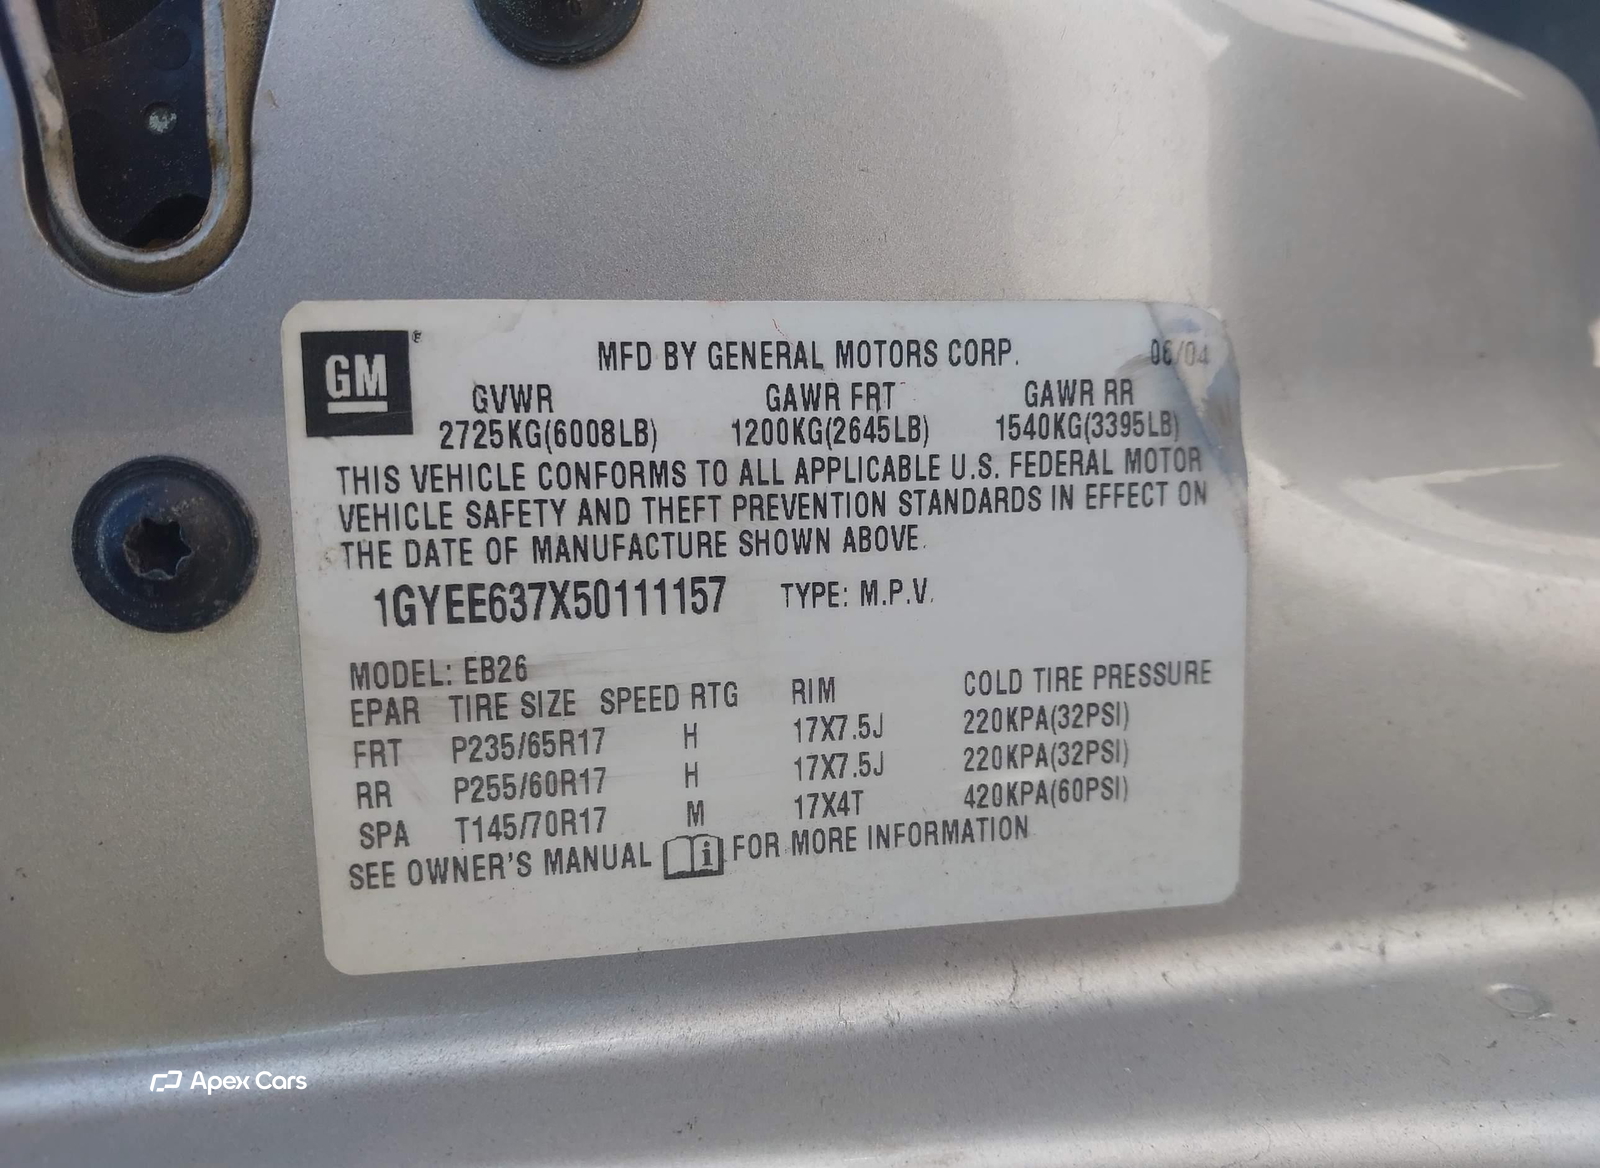 GM
MFD BY GENERAL MOTORS CORP. 06/04
GVWR GAWR FRT GAWR RR
2725KG(6008LB) 1200KG(2645LB) 1540KG(3395LB)
THIS VEHICLE CONFORMS TO ALL APPLICABLE U.S. FEDERAL MOTOR
VEHICLE SAFETY AND THEFT PREVENTION STANDARDS IN EFFECT ON
THE DATE OF MANUFACTURE SHOWN ABOVE.
1GYEE637X50111157 TYPE: M.P.V.
MODEL: EB26
EPAR TIRE SIZE SPEED RTG RIM COLD TIRE PRESSURE
FRT P235/65R17 H 17X7.5J 220KPA(32PSI)
RR P255/60R17 H 17X7.5J 220KPA(32PSI)
SPA T145/70R17 M 17X4T 420KPA(60PSI)
SEE OWNER'S MANUAL i FOR MORE INFORMATION
Apex Cars